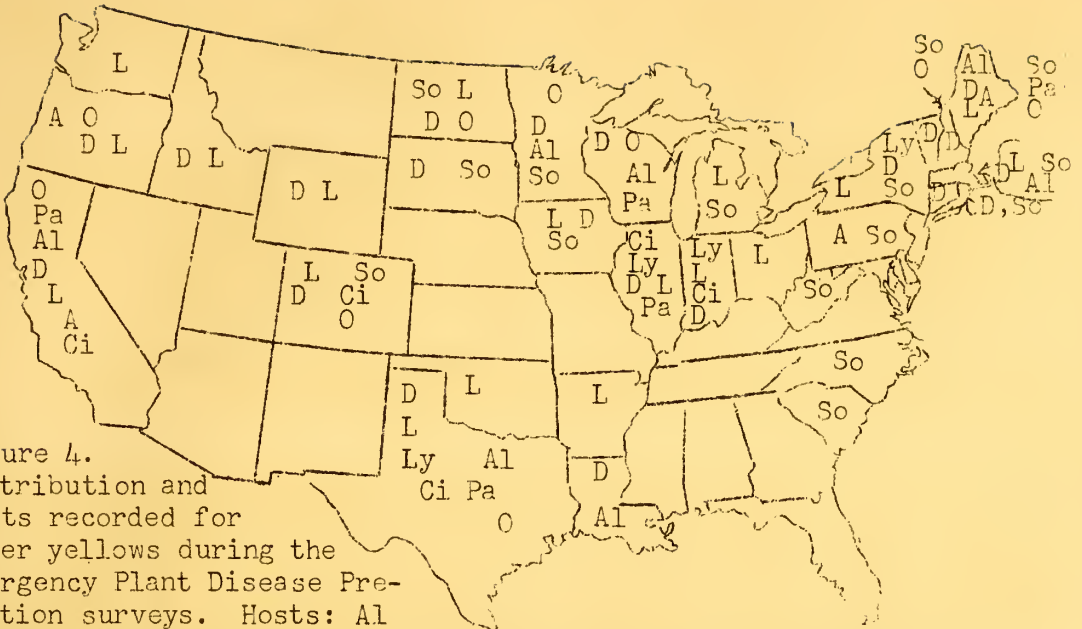 L
A O
D L
D L
O
Pa
Al
D
L
A
Ci
D L
L So
D Ci
O
So L
D O
D So
O
D
Al
So
L D
So
D O
Al
Pa
L
So
Ci
Ly
D L
Pa
Ly
L
Ci
D
L
A So
So
So
So
L
D
L
Ly Al
Ci Pa
O
L
D
Al
L
Ly
D
So
D
D
So
O
Al
D A
L
So
Pa
O
D
L So
Al
D
D, So
ure 4.
tribution and
ts recorded for
er yellows during the
rgency Plant Disease Pre-
tion surveys. Hosts: Al